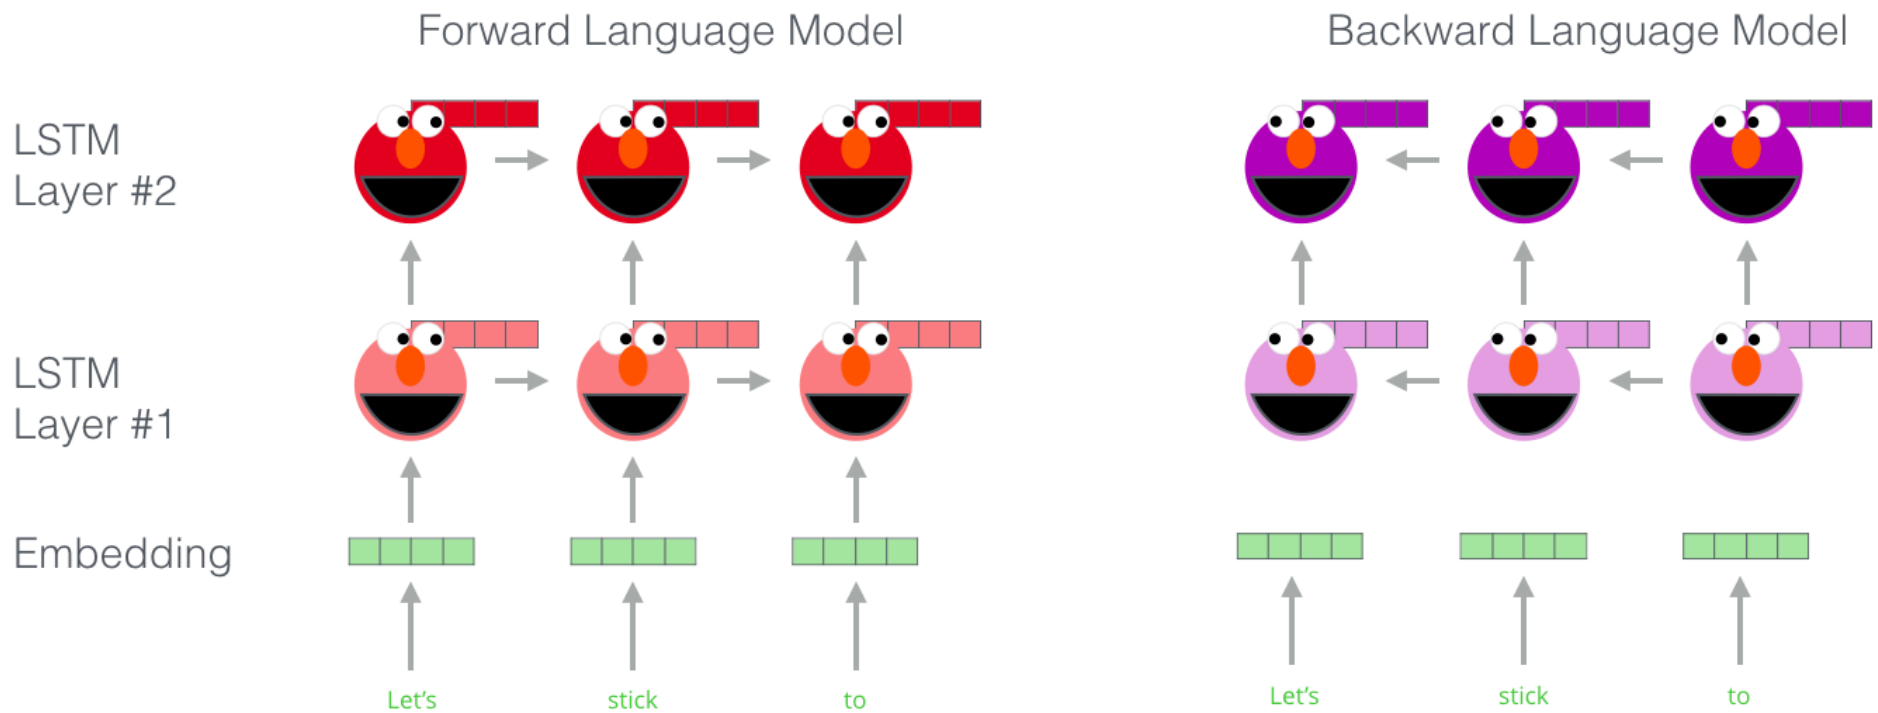 Forward Language Model
Backward Language Model
LSTM
Layer #2
LSTM
Layer #1
Embedding
Let's
stick
to
Let's
stick
to